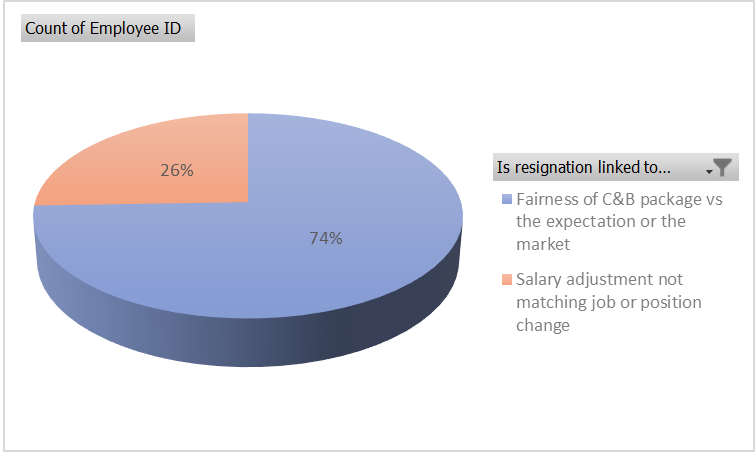 Count of Employee ID
26%
74%
Is resignation linked to...
Fairness of C&B package vs
the expectation or the
market
Salary adjustment not
matching job or position
change